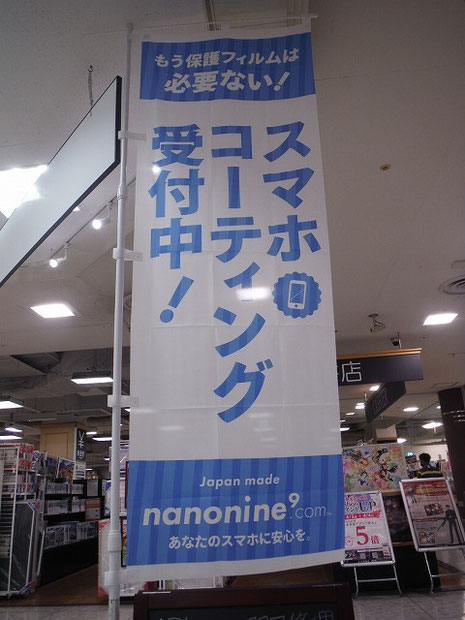 もう保護フィルムは
必要ない!
スマホ
コーティング
受付中!
Japan made
nanonine9.com
あなたのスマホに安心を。
店
UP
5倍